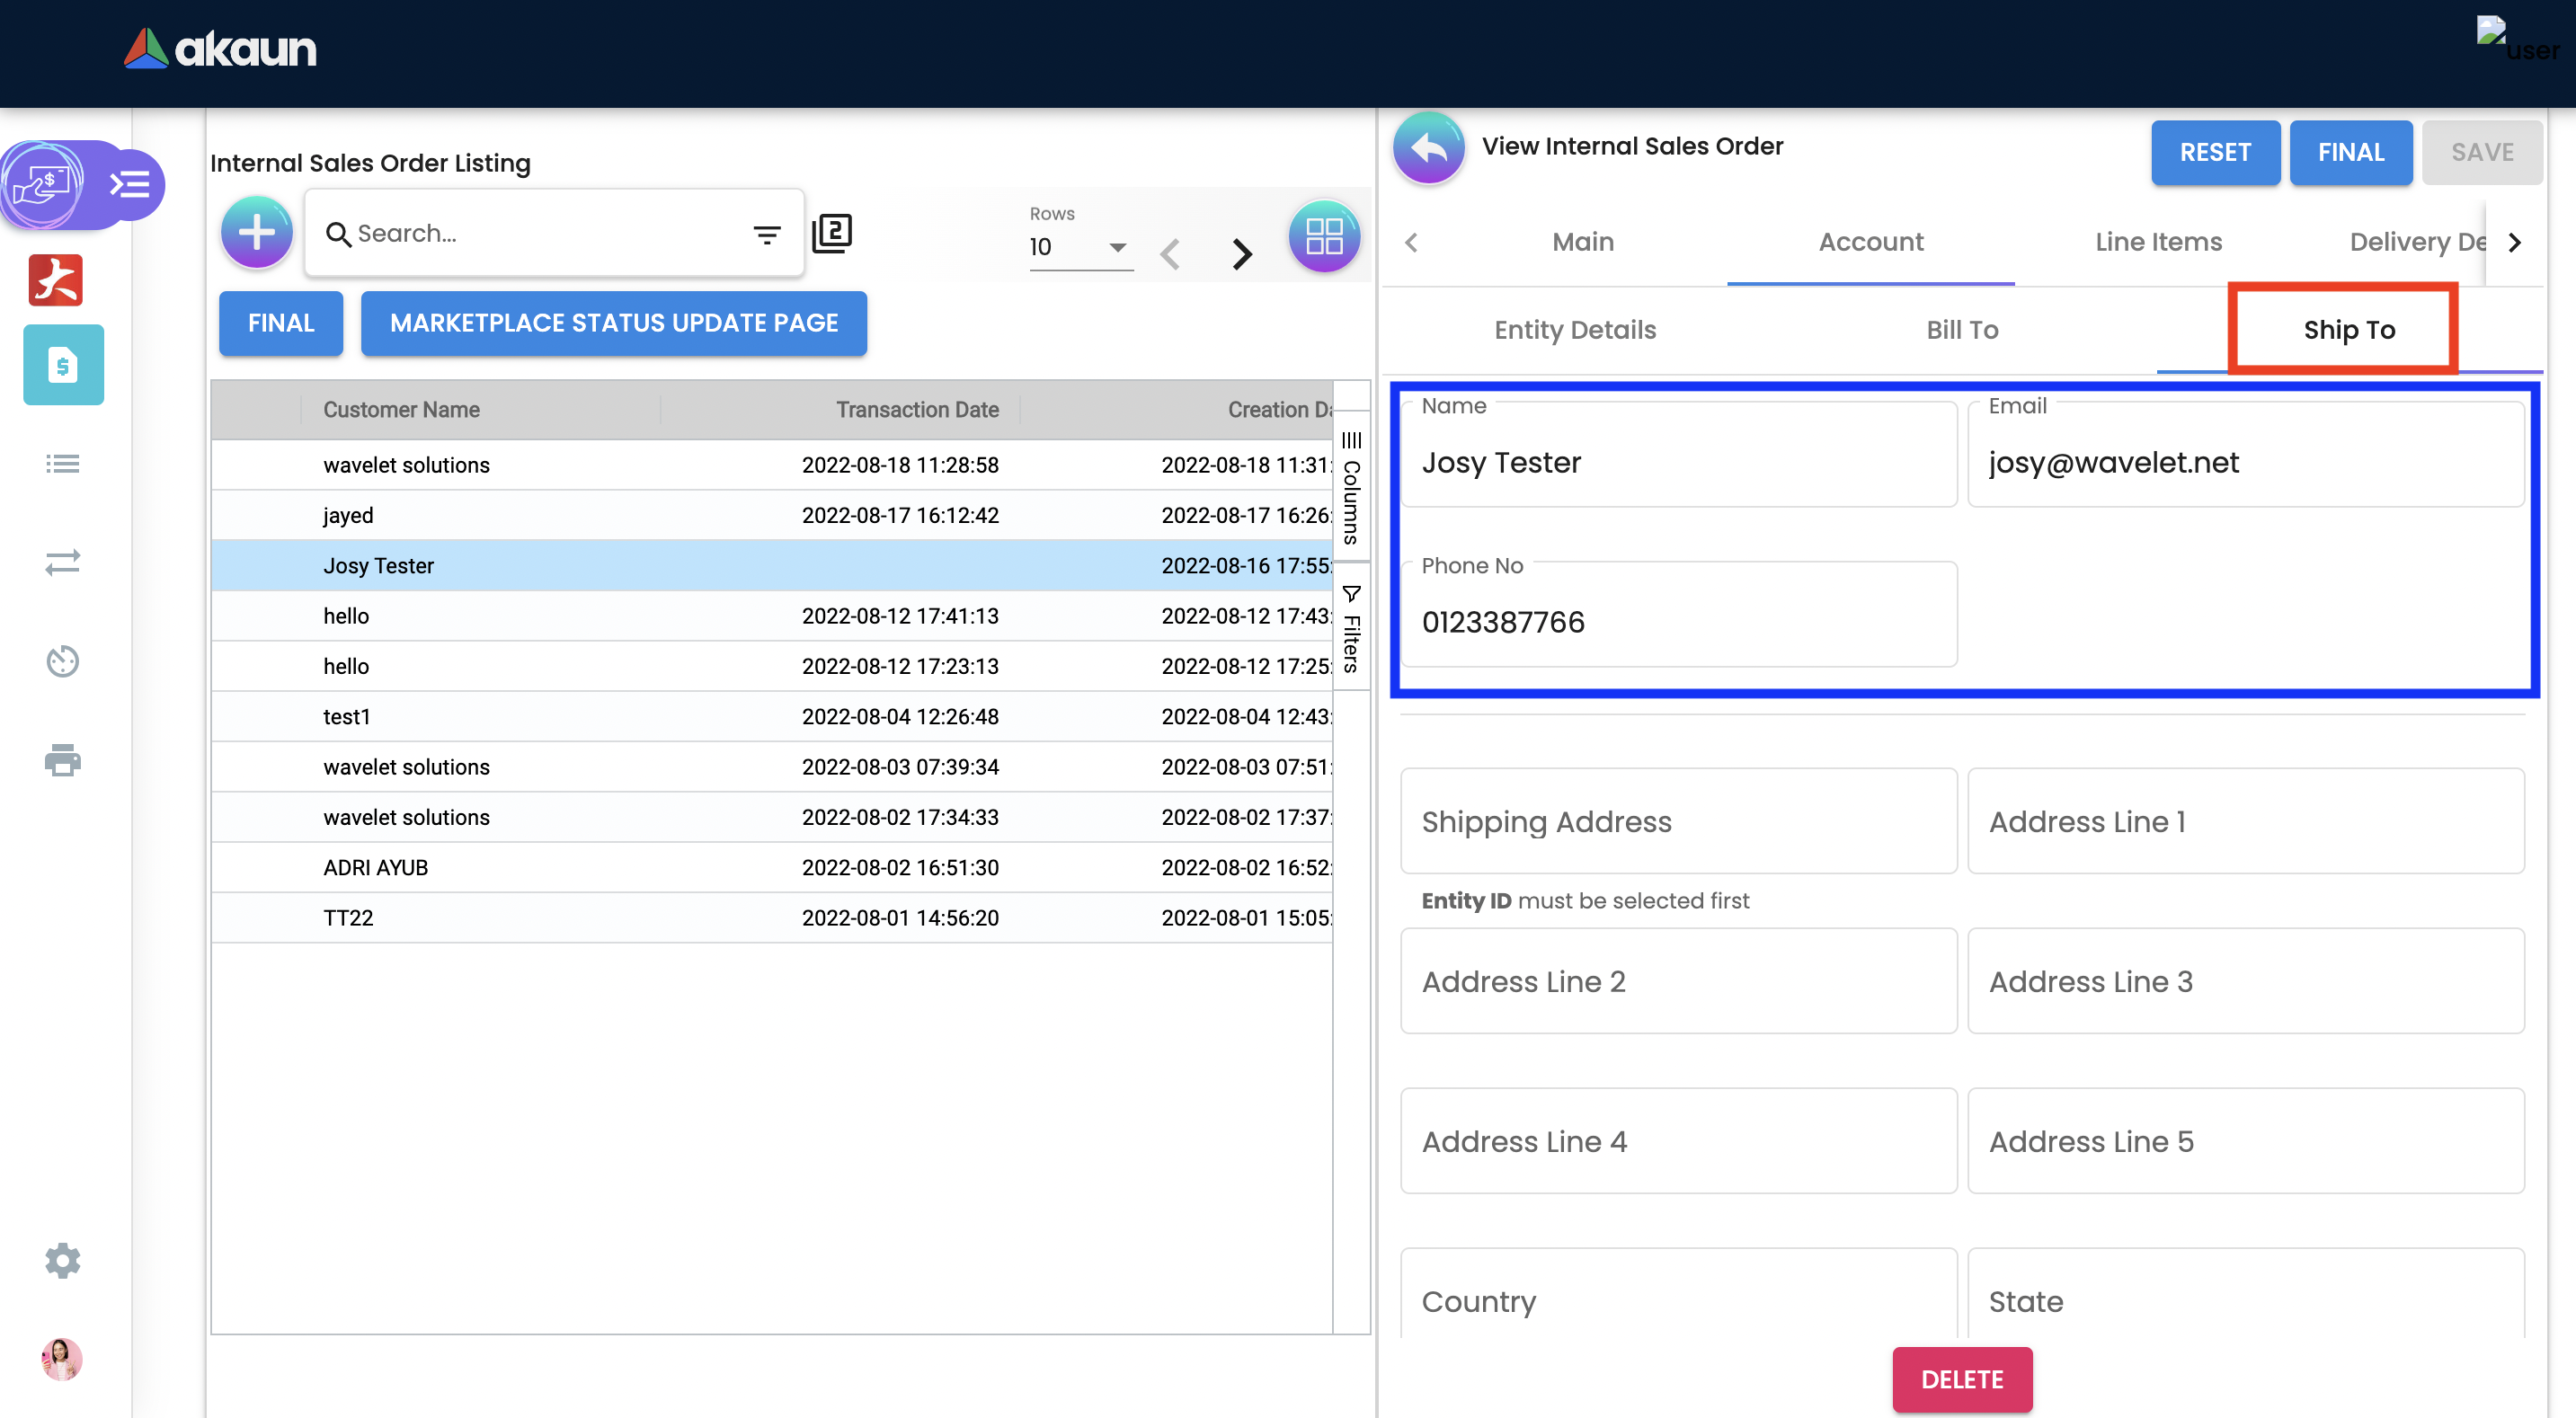 akaun
user
Internal Sales Order Listing
Search...
2
Rows
10
FINAL
MARKETPLACE STATUS UPDATE PAGE
Customer Name Transaction Date Creation Da
wavelet solutions 2022-08-18 11:28:58 2022-08-18 11:31:
jayed 2022-08-17 16:12:42 2022-08-17 16:26:
Josy Tester 2022-08-16 17:55:
hello 2022-08-12 17:41:13 2022-08-12 17:43:
hello 2022-08-12 17:23:13 2022-08-12 17:25:
test1 2022-08-04 12:26:48 2022-08-04 12:43:
wavelet solutions 2022-08-03 07:39:34 2022-08-03 07:51:
wavelet solutions 2022-08-02 17:34:33 2022-08-02 17:37:
ADRI AYUB 2022-08-02 16:51:30 2022-08-02 16:52:
TT22 2022-08-01 14:56:20 2022-08-01 15:05:
Columns
Filters
View Internal Sales Order
RESET FINAL SAVE
Main Account Line Items Delivery De
Entity Details Bill To Ship To
Name Email
Josy Tester josy@wavelet.net
Phone No
0123387766
Shipping Address Address Line 1
Entity ID must be selected first
Address Line 2 Address Line 3
Address Line 4 Address Line 5
Country State
DELETE